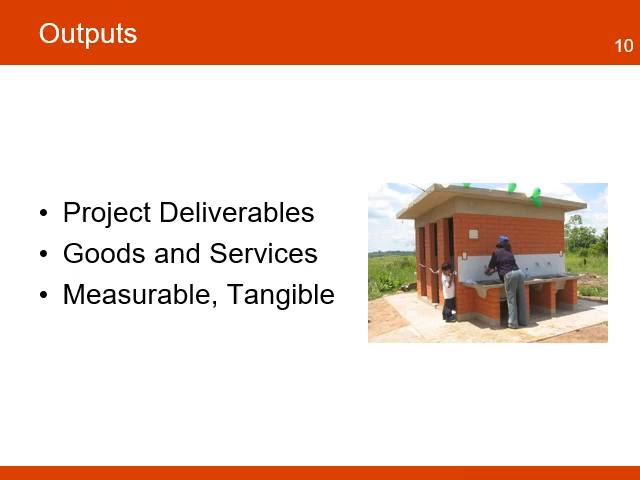 Outputs
10
• Project Deliverables
• Goods and Services
• Measurable, Tangible